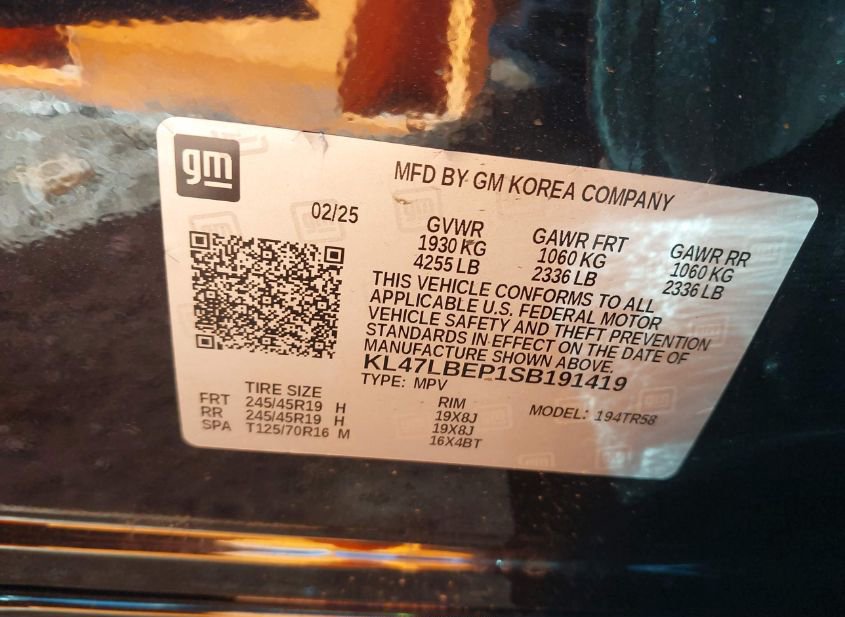 gm
MFD BY GM KOREA COMPANY
02/25
GVWR GAWR FRT GAWR RR
1930 KG 1060 KG 1060 KG
4255 LB 2336 LB 2336 LB
THIS VEHICLE CONFORMS TO ALL
APPLICABLE U.S. FEDERAL MOTOR
VEHICLE SAFETY AND THEFT PREVENTION
STANDARDS IN EFFECT ON THE DATE OF
MANUFACTURE SHOWN ABOVE.
KL47LBEP1SB191419
TYPE: MPV
TIRE SIZE RIM MODEL: 194TR58
FRT 245/45R19 H 19X8J
RR 245/45R19 H 19X8J
SPA T125/70R16 M 16X4BT